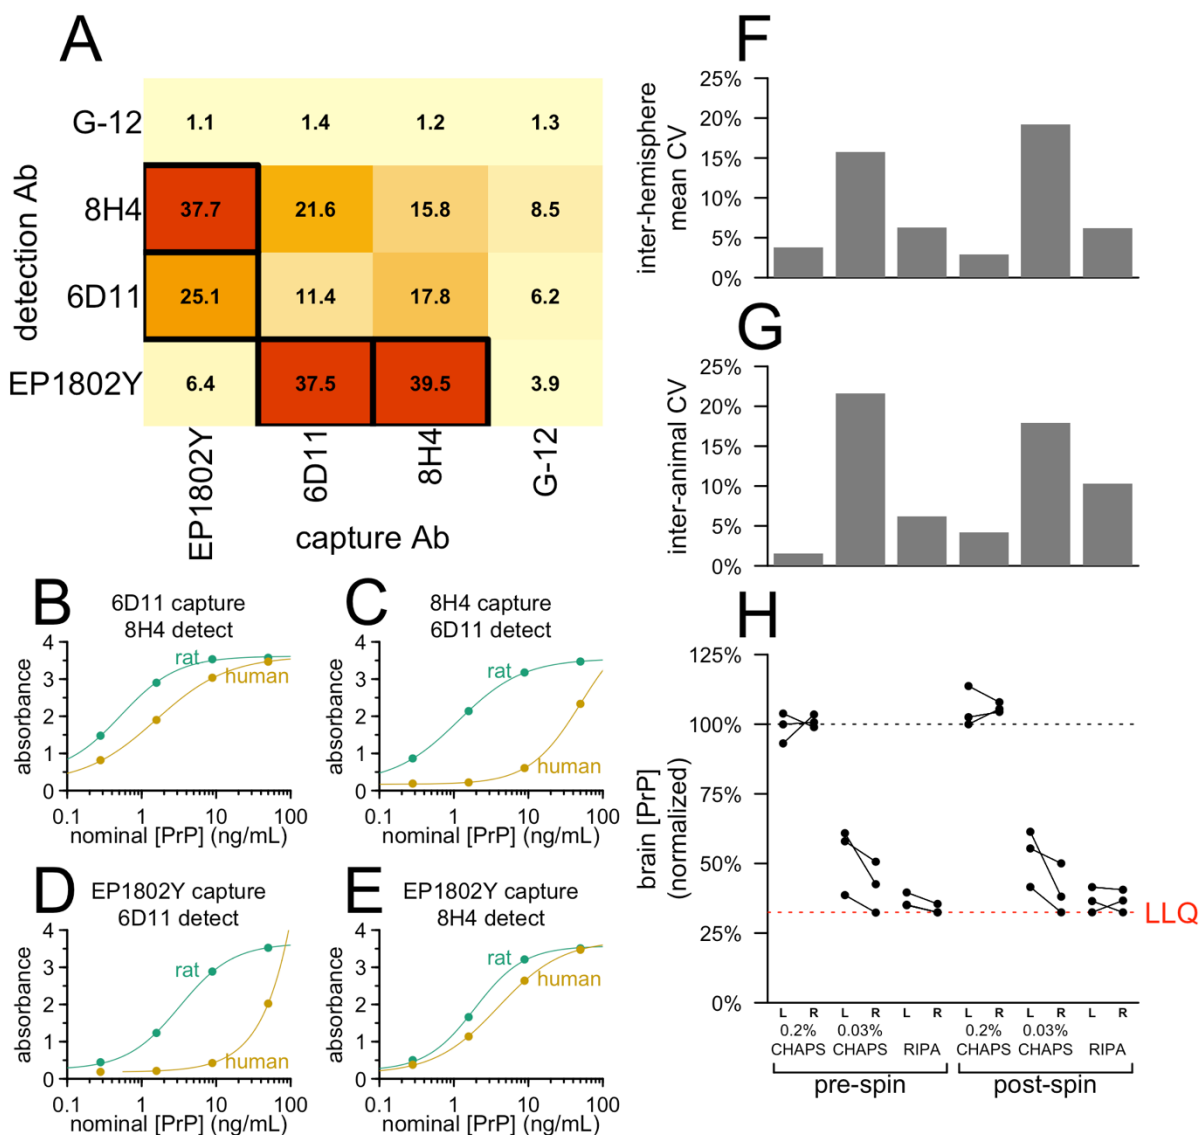 A
detection Ab
G-12
1.1 1.4 1.2 1.3
8H4
37.7 21.6 15.8 8.5
6D11
25.1 11.4 17.8 6.2
EP1802Y
6.4 37.5 39.5 3.9
EP1802Y 6D11 8H4 G-12
capture Ab
B
6D11 capture
8H4 detect
absorbance
4
3
2
1
0
rat
human
0.1 1 10 100
nominal [PrP] (ng/mL)
C
8H4 capture
6D11 detect
absorbance
4
3
2
1
0
rat
human
0.1 1 10 100
nominal [PrP] (ng/mL)
D
EP1802Y capture
6D11 detect
absorbance
4
3
2
1
0
rat
human
0.1 1 10 100
nominal [PrP] (ng/mL)
E
EP1802Y capture
8H4 detect
absorbance
4
3
2
1
0
rat
human
0.1 1 10 100
nominal [PrP] (ng/mL)
F
inter-hemisphere
mean CV
25%
20%
15%
10%
5%
0%
G
inter-animal CV
25%
20%
15%
10%
5%
0%
H
brain [PrP]
(normalized)
125%
100%
75%
50%
25%
0%
LLQ
L R L R L R L R L R L R
0.2% 0.03% 0.2% 0.03%
CHAPS CHAPS RIPA CHAPS CHAPS RIPA
pre-spin post-spin